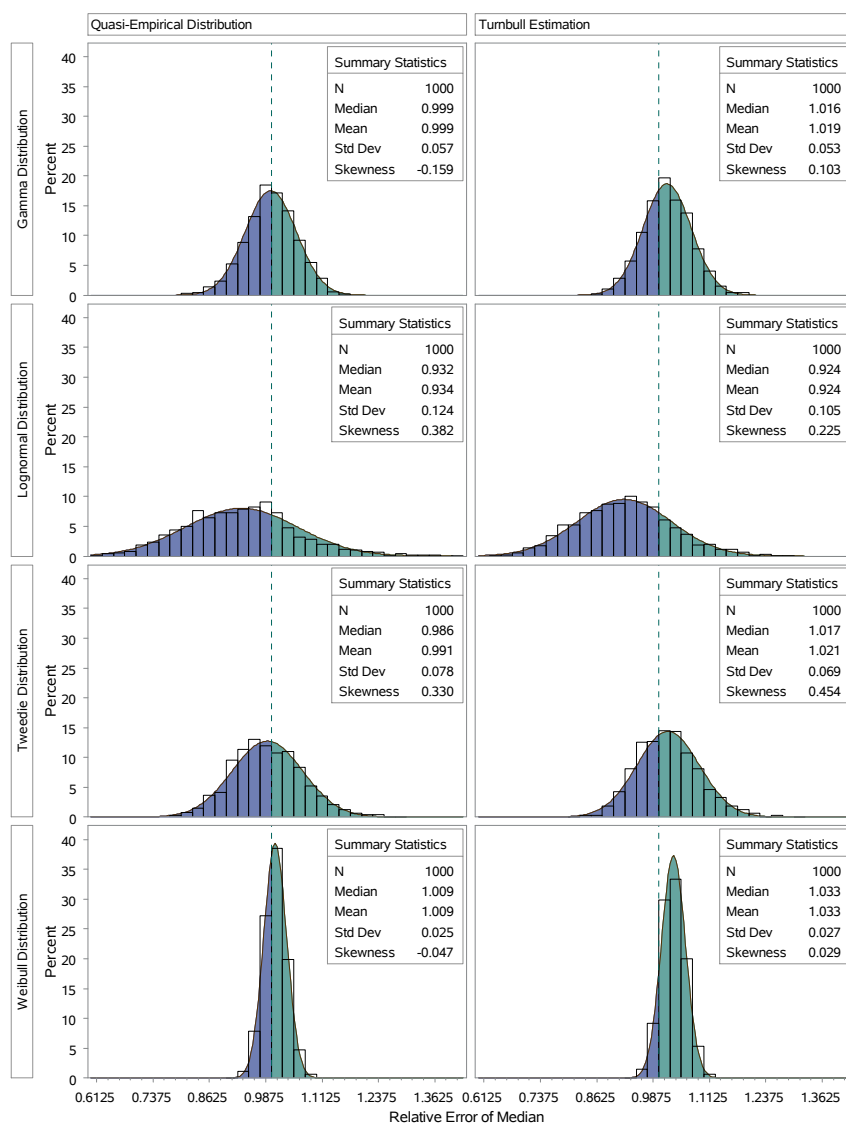 Quasi-Empirical Distribution
Turnbull Estimation
Gamma Distribution
Percent
40
35
30
25
20
15
10
5
0
Summary Statistics
N 1000
Median 0.999
Mean 0.999
Std Dev 0.057
Skewness -0.159
Summary Statistics
N 1000
Median 1.016
Mean 1.019
Std Dev 0.053
Skewness 0.103
Lognormal Distribution
Percent
40
35
30
25
20
15
10
5
0
Summary Statistics
N 1000
Median 0.932
Mean 0.934
Std Dev 0.124
Skewness 0.382
Summary Statistics
N 1000
Median 0.924
Mean 0.924
Std Dev 0.105
Skewness 0.225
Tweedie Distribution
Percent
40
35
30
25
20
15
10
5
0
Summary Statistics
N 1000
Median 0.986
Mean 0.991
Std Dev 0.078
Skewness 0.330
Summary Statistics
N 1000
Median 1.017
Mean 1.021
Std Dev 0.069
Skewness 0.454
Weibull Distribution
Percent
40
35
30
25
20
15
10
5
0
Summary Statistics
N 1000
Median 1.009
Mean 1.009
Std Dev 0.025
Skewness -0.047
Summary Statistics
N 1000
Median 1.033
Mean 1.033
Std Dev 0.027
Skewness 0.029
0.6125 0.7375 0.8625 0.9875 1.1125 1.2375 1.3625 0.6125 0.7375 0.8625 0.9875 1.1125 1.2375 1.3625
Relative Error of Median